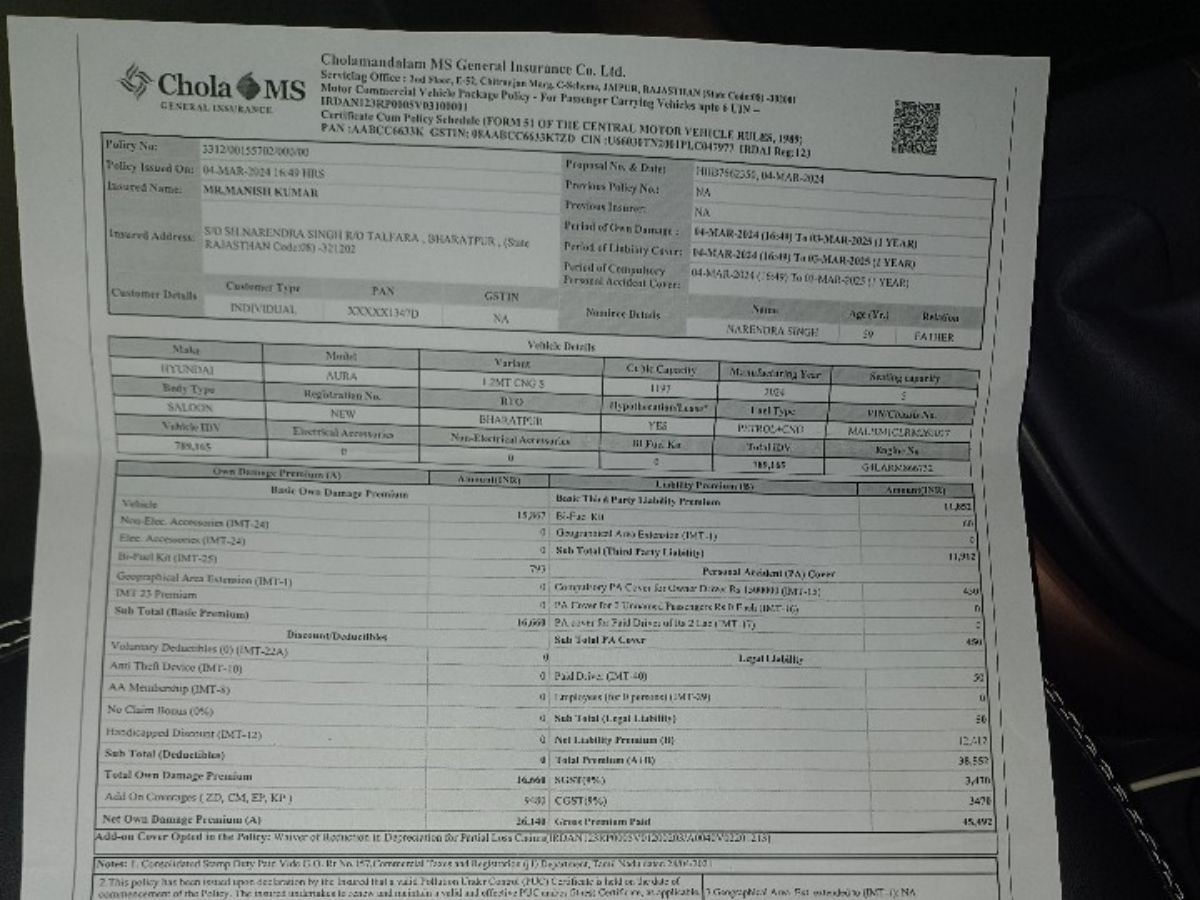 Chola MS
GENERAL INSURANCE
Cholamandalam MS General Insurance Co. Ltd.
Servicing Office : 2nd Floor, E-52, Chitranjan Marg, C-Scheme, JAIPUR, RAJASTHAN (State Code:08) -302001
Motor Commercial Vehicle Package Policy - For Passenger Carrying Vehicles upto 6 UIN --
IRDAN123RP0005V03100001
Certificate Cum Policy Schedule (FORM 51 OF THE CENTRAL MOTOR VEHICLE RULES, 1989)
PAN :AABCC6633K GSTIN: 08AABCC6633K7ZD CIN :U66030TN2001PLC047977 IRDAI Reg:123
Policy No: 3312/00155702/000/00
Proposal No. & Date: 04-MAR-2024
Policy Issued On: 04-MAR-2024 16:49 HRS
Previous Policy No.: NA
Insured Name: MR.MANISH KUMAR
Previous Insurer: NA
Insured Address: S/O SH.NARENDRA SINGH R/O TALFARA , BHARATPUR , (State
RAJASTHAN Code:08) -321202
Period of Own Damage : 04-MAR-2024 (16:49) To 03-MAR-2025 (1 YEAR)
Period of Liability Cover: 04-MAR-2024 (16:49) To 03-MAR-2025 (1 YEAR)
Period of Compulsory
Personal Accident Cover: 04-MAR-2024 (16:49) To 03-MAR-2025 (1 YEAR)
Customer Details Customer Type PAN GSTIN
INDIVIDUAL XXXXX1347D NA
Nominee Details Name Age (Yr.) Relation
NARENDRA SINGH 59 FATHER
Vehicle Details
Make Model Variant Cubic Capacity Manufacturing Year Seating capacity
HYUNDAI AURA 1.2MT CNG S 1197 2024 5
Body Type Registration No. RTO Hypothecation/Lease* Fuel Type VIN/Chassis No.
SALOON NEW BHARATPUR YES PETROL+CNG
Vehicle IDV Electrical Accessories Non-Electrical Accessories Bi Fuel Kit Total IDV Engine No
789,165 0 0 0 789,165
Own Damage Premium (A) Amount(INR) Liability Premium (B) Amount(INR)
Basic Own Damage Premium Basic Third Party Liability Premium 11,852
Vehicle 15,867 Bi-Fuel Kit 60
Non-Elec. Accessories (IMT-24) 0 Geographical Area Extension (IMT-1) 0
Elec. Accessories (IMT-24) 0 Sub Total (Third Party Liability) 11,912
Bi-Fuel Kit (IMT-25) 793 Personal Accident (PA) Cover
Geographical Area Extension (IMT-1) 0 Compulsory PA Cover for Owner Driver Rs 1500000 (IMT-15) 450
IMT 23 Premium 0 PA Cover for Unnamed Passengers Rs 0 Each (IMT-16) 0
Sub Total (Basic Premium) 16,660 PA cover for Paid Driver of Rs 2 Lac (IMT-17) 0
Discount/Deductibles Sub Total PA Cover 450
Voluntary Deductibles (0) (IMT-22A) 0 Legal Liability
Anti Theft Device (IMT-10) 0 Paid Driver (IMT-40) 50
AA Membership (IMT-8) 0 Employees (for 0 persons) (IMT-29) 0
No Claim Bonus (0%) 0 Sub Total (Legal Liability) 50
Handicapped Discount (IMT-12) 0 Net Liability Premium (B) 12,412
Sub Total (Deductibles) 0 Total Premium (A+B) 38,552
Total Own Damage Premium 16,660 SGST(9%) 3,470
Add On Coverages ( ZD, CM, EP, KP ) 9480 CGST(9%) 3470
Net Own Damage Premium (A) 26,140 Gross Premium Paid 45,492
Add-on Cover Opted in the Policy: Waiver of Reduction in Depreciation for Partial Loss Claims
Notes: 1. Consolidated Stamp Duty Paid Vide G.O. Rt No.157,Commercial Taxes and Registration (j1) Department, Tamil Nadu dated
2.This policy has been issued upon declaration by the Insured that a valid Pollution Under Control (PUC) Certificate is held on the date of
commencement of the Policy. The insured undertakes to renew and maintain a valid and effective PUC Certificate, as applicable,
3 Geographical Area Ext. extended to (IMT-1): NA